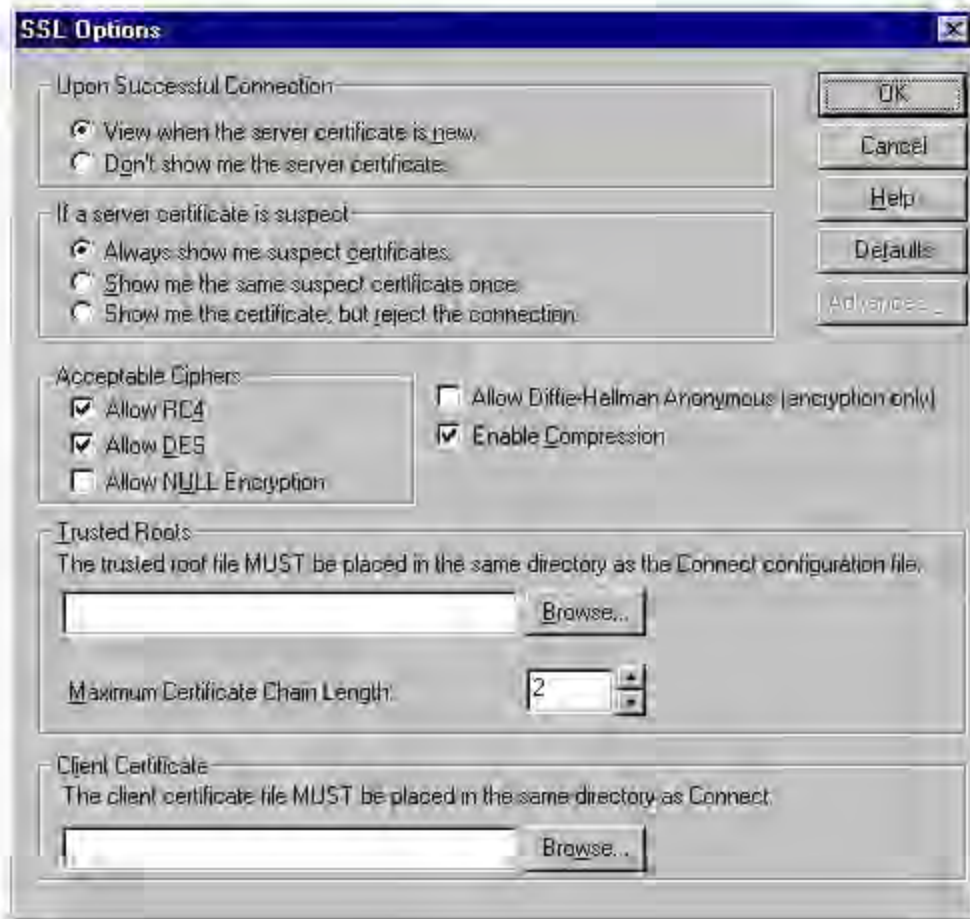 SSL Options
Upon Successful Connection
View when the server certificate is new.
Don't show me the server certificate.
OK
Cancel
Help
Defaults
Advanced...
If a server certificate is suspect
Always show me suspect certificates.
Show me the same suspect certificate once.
Show me the certificate, but reject the connection.
Acceptable Ciphers
Allow RC4
Allow DES
Allow NULL Encryption
Allow Diffie-Hellman Anonymous (encryption only)
Enable Compression
Trusted Roots
The trusted root file MUST be placed in the same directory as the Connect configuration file.
Browse...
Maximum Certificate Chain Length:
2
Client Certificate
The client certificate file MUST be placed in the same directory as Connect.
Browse...